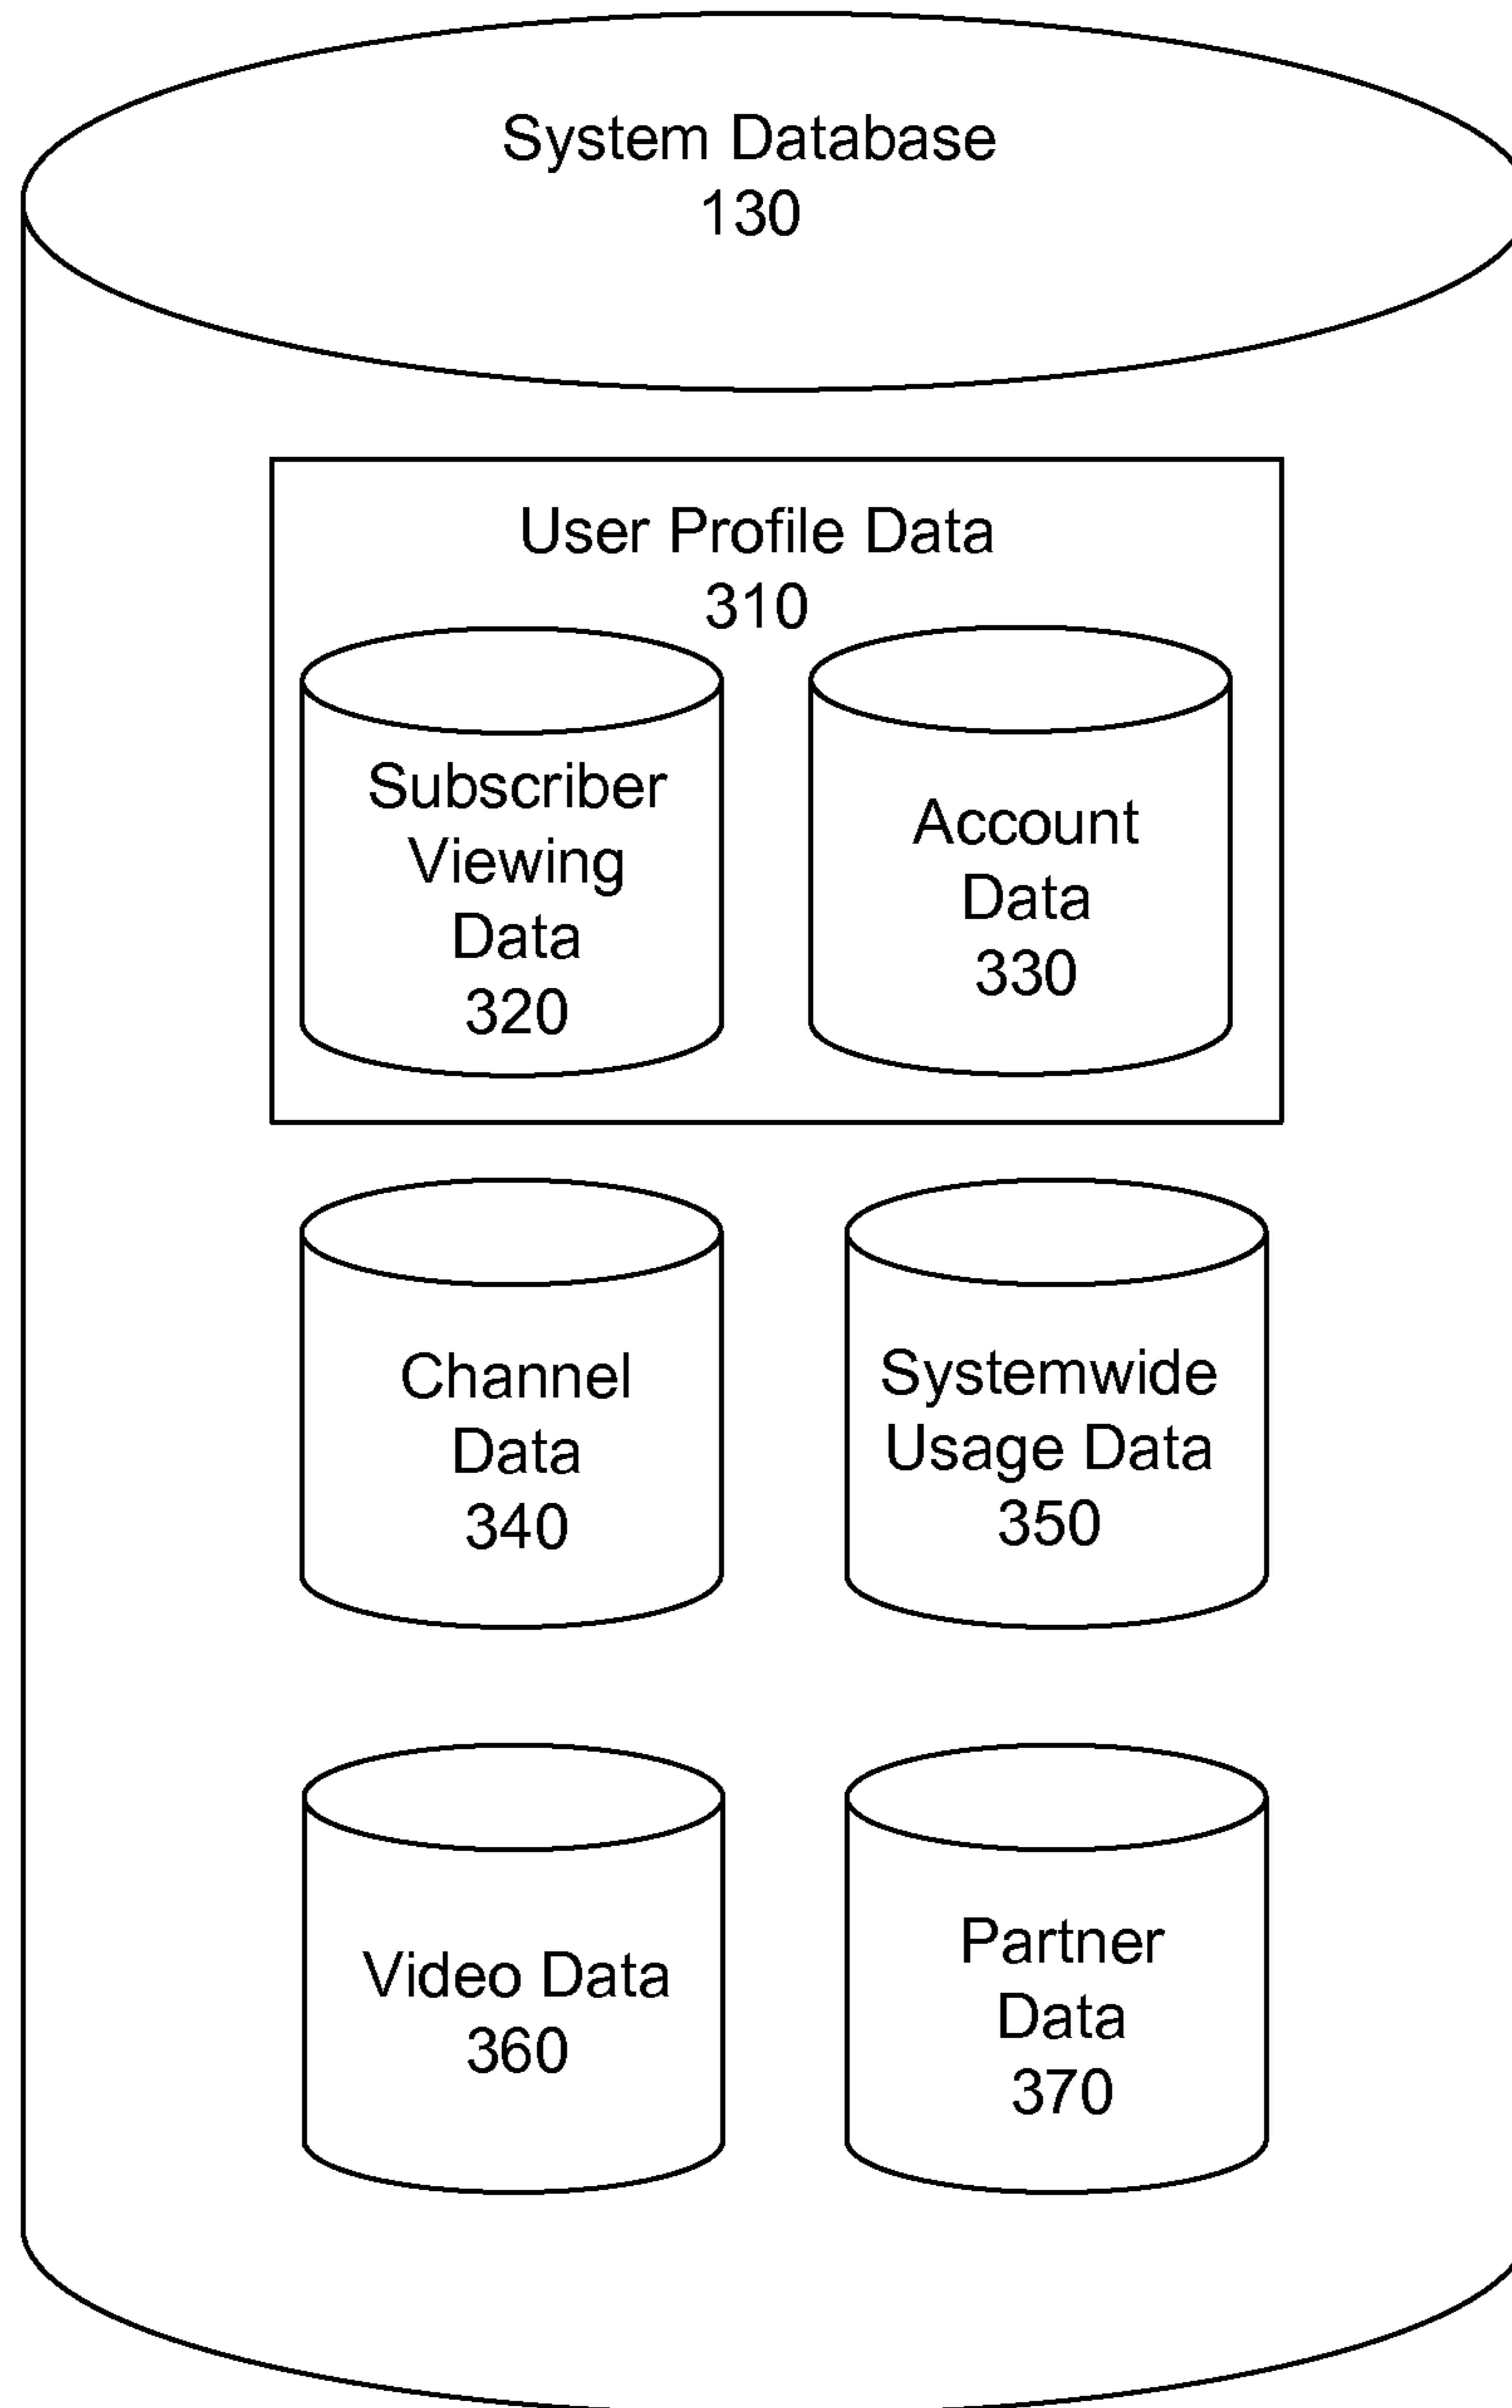 System Database
130
User Profile Data
310
Subscriber
Viewing
Data
320
Account
Data
330
Channel
Data
340
Systemwide
Usage Data
350
Video Data
360
Partner
Data
370